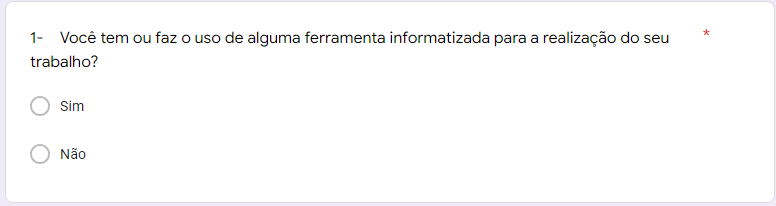 1- Você tem ou faz o uso de alguma ferramenta informatizada para a realização do seu *
trabalho?
Sim
Não